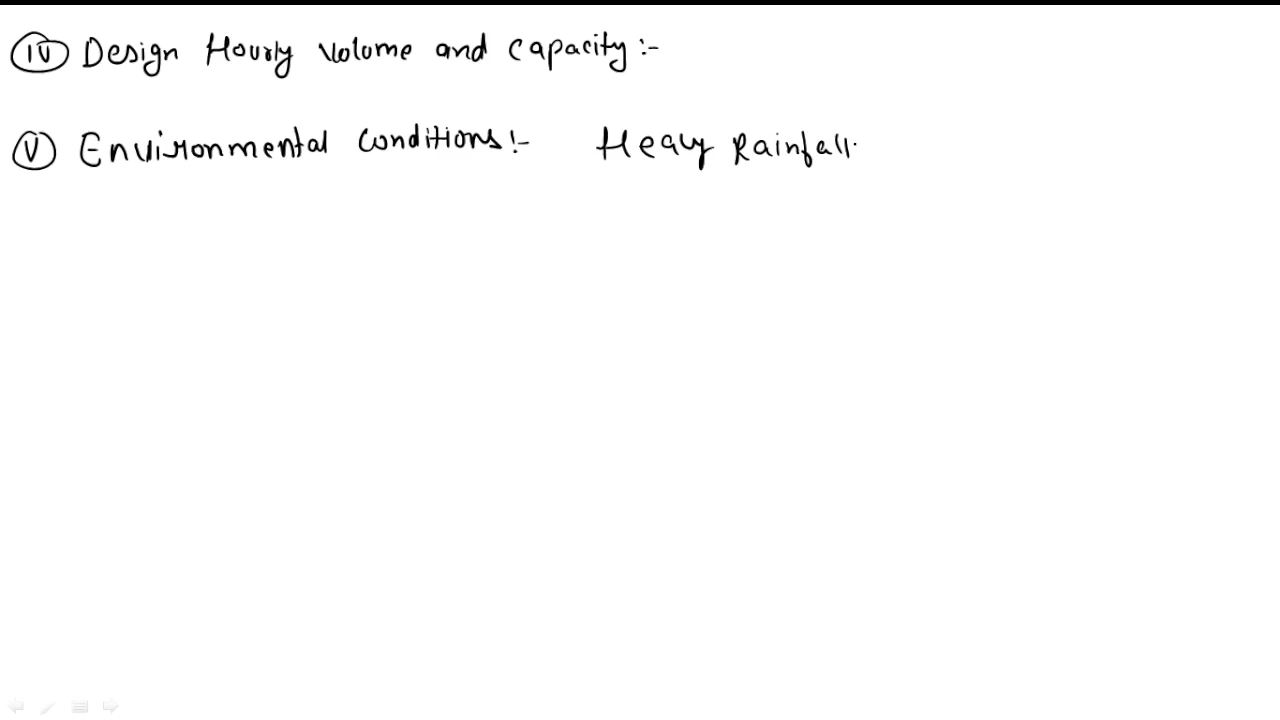 (iv) Design Hourly Volume and Capacity :-
(v) Environmental Conditions :- Heavy Rainfall.